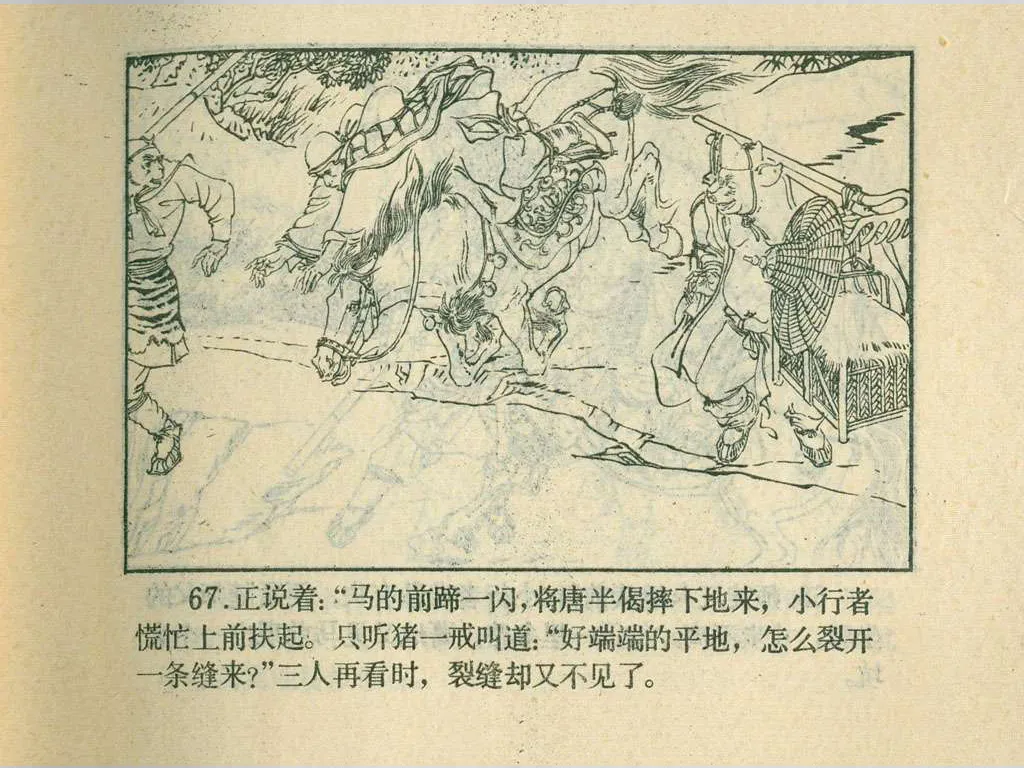 67.正说着:“马的前蹄一闪,将唐半偈摔下地来，小行者
慌忙上前扶起。只听猪一戒叫道:“好端端的平地，怎么裂开
一条缝来?”三人再看时，裂缝却又不见了。